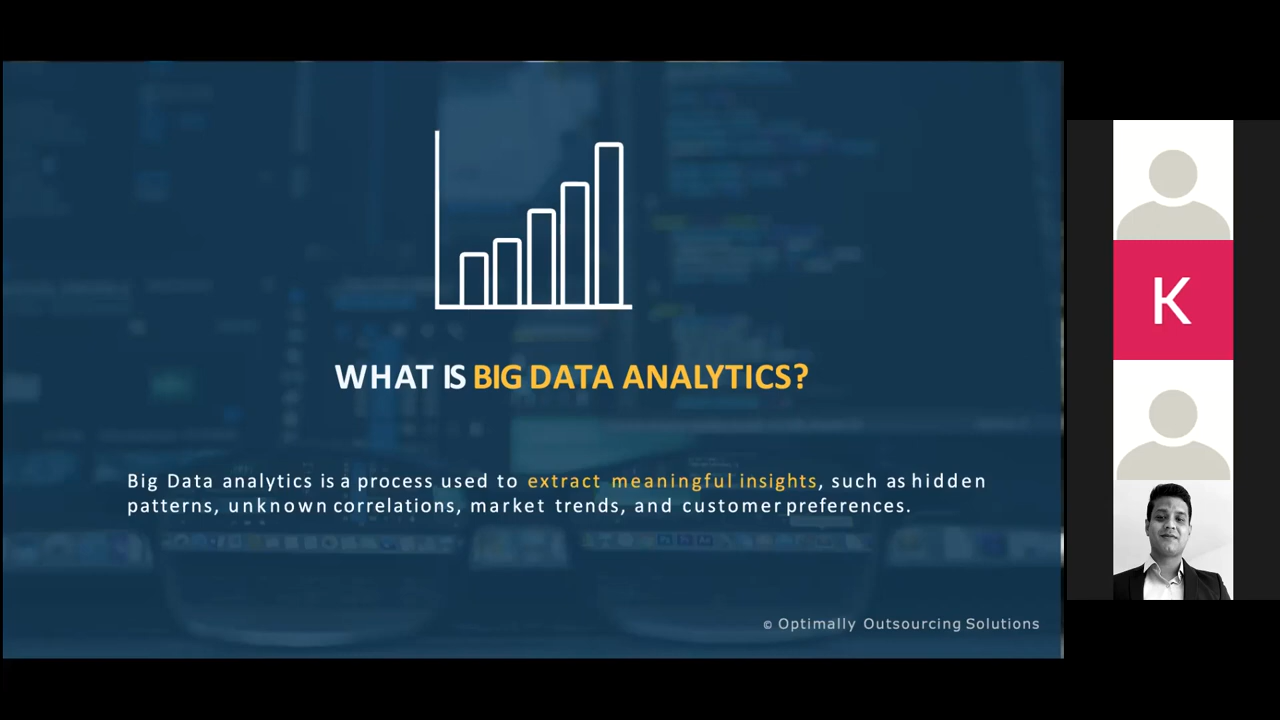 WHAT IS BIG DATA ANALYTICS?
Big Data analytics is a process used to extract meaningful insights, such as hidden
patterns, unknown correlations, market trends, and customer preferences.
© Optimally Outsourcing Solutions
K